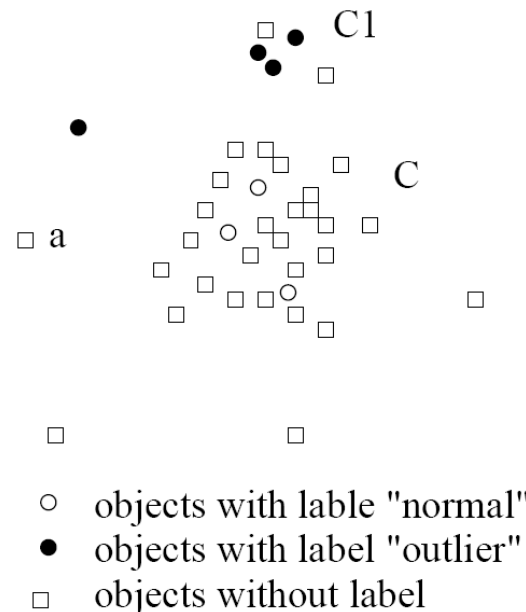 C1
C
a
objects with lable "normal"
objects with label "outlier"
objects without label